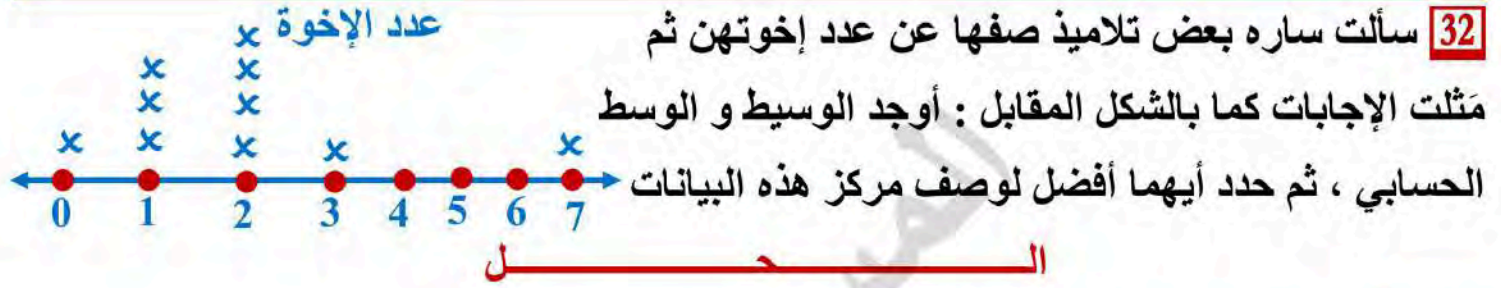 32 سألت ساره بعض تلاميذ صفها عن عدد إخوتهن ثم
مَثلت الإجابات كما بالشكل المقابل : أوجد الوسيط و الوسط
الحسابي ، ثم حدد أيهما أفضل لوصف مركز هذه البيانات
عدد الإخوة
x
x x
x x
x x x x x
0 1 2 3 4 5 6 7
الـــحـــل